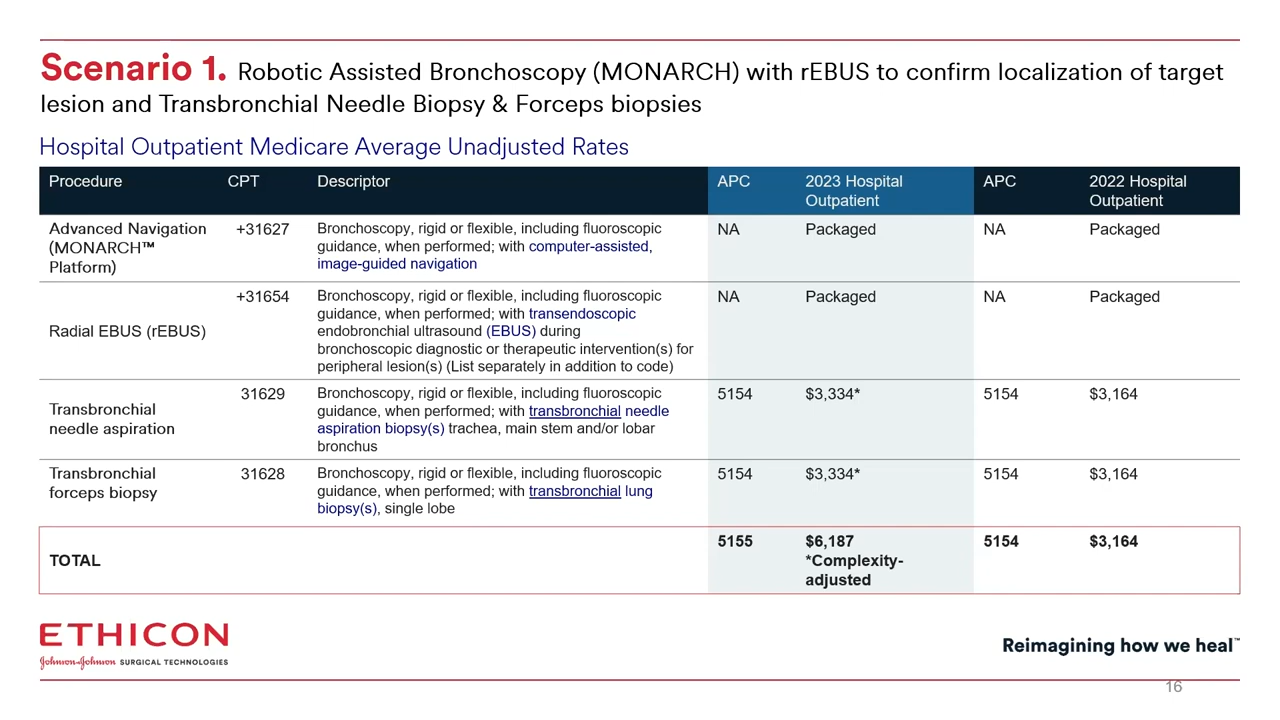 Scenario 1. Robotic Assisted Bronchoscopy (MONARCH) with rEBUS to confirm localization of target
lesion and Transbronchial Needle Biopsy & Forceps biopsies
Hospital Outpatient Medicare Average Unadjusted Rates
Procedure CPT Descriptor APC 2023 Hospital Outpatient APC 2022 Hospital Outpatient
Advanced Navigation
(MONARCH™
Platform)
+31627
Bronchoscopy, rigid or flexible, including fluoroscopic
guidance, when performed; with computer-assisted,
image-guided navigation
NA Packaged NA Packaged
Radial EBUS (rEBUS)
+31654
Bronchoscopy, rigid or flexible, including fluoroscopic
guidance, when performed; with transendoscopic
endobronchial ultrasound (EBUS) during
bronchoscopic diagnostic or therapeutic intervention(s) for
peripheral lesion(s) (List separately in addition to code)
NA Packaged NA Packaged
Transbronchial
needle aspiration
31629
Bronchoscopy, rigid or flexible, including fluoroscopic
guidance, when performed; with transbronchial needle
aspiration biopsy(s) trachea, main stem and/or lobar
bronchus
5154 $3,334* 5154 $3,164
Transbronchial
forceps biopsy
31628
Bronchoscopy, rigid or flexible, including fluoroscopic
guidance, when performed; with transbronchial lung
biopsy(s), single lobe
5154 $3,334* 5154 $3,164
TOTAL
5155
$6,187
*Complexity-
adjusted
5154 $3,164
ETHICON
Johnson&Johnson SURGICAL TECHNOLOGIES
Reimagining how we heal™
16